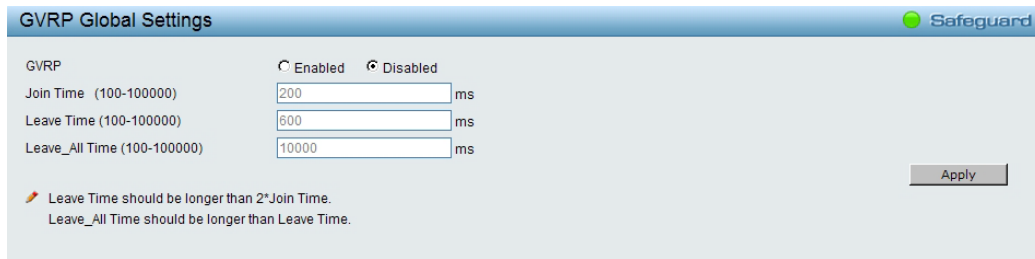 GVRP Global Settings Safeguard
GVRP Enabled Disabled
Join Time (100-100000) 200 ms
Leave Time (100-100000) 600 ms
Leave_All Time (100-100000) 10000 ms
Apply
Leave Time should be longer than 2*Join Time.
Leave_All Time should be longer than Leave Time.